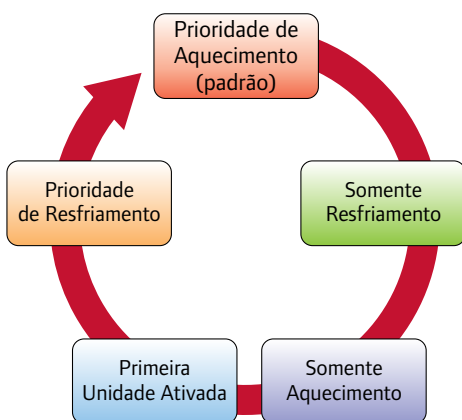 Prioridade de
Aquecimento
(padrão)
Somente
Resfriamento
Somente
Aquecimento
Primeira
Unidade Ativada
Prioridade
de Resfriamento